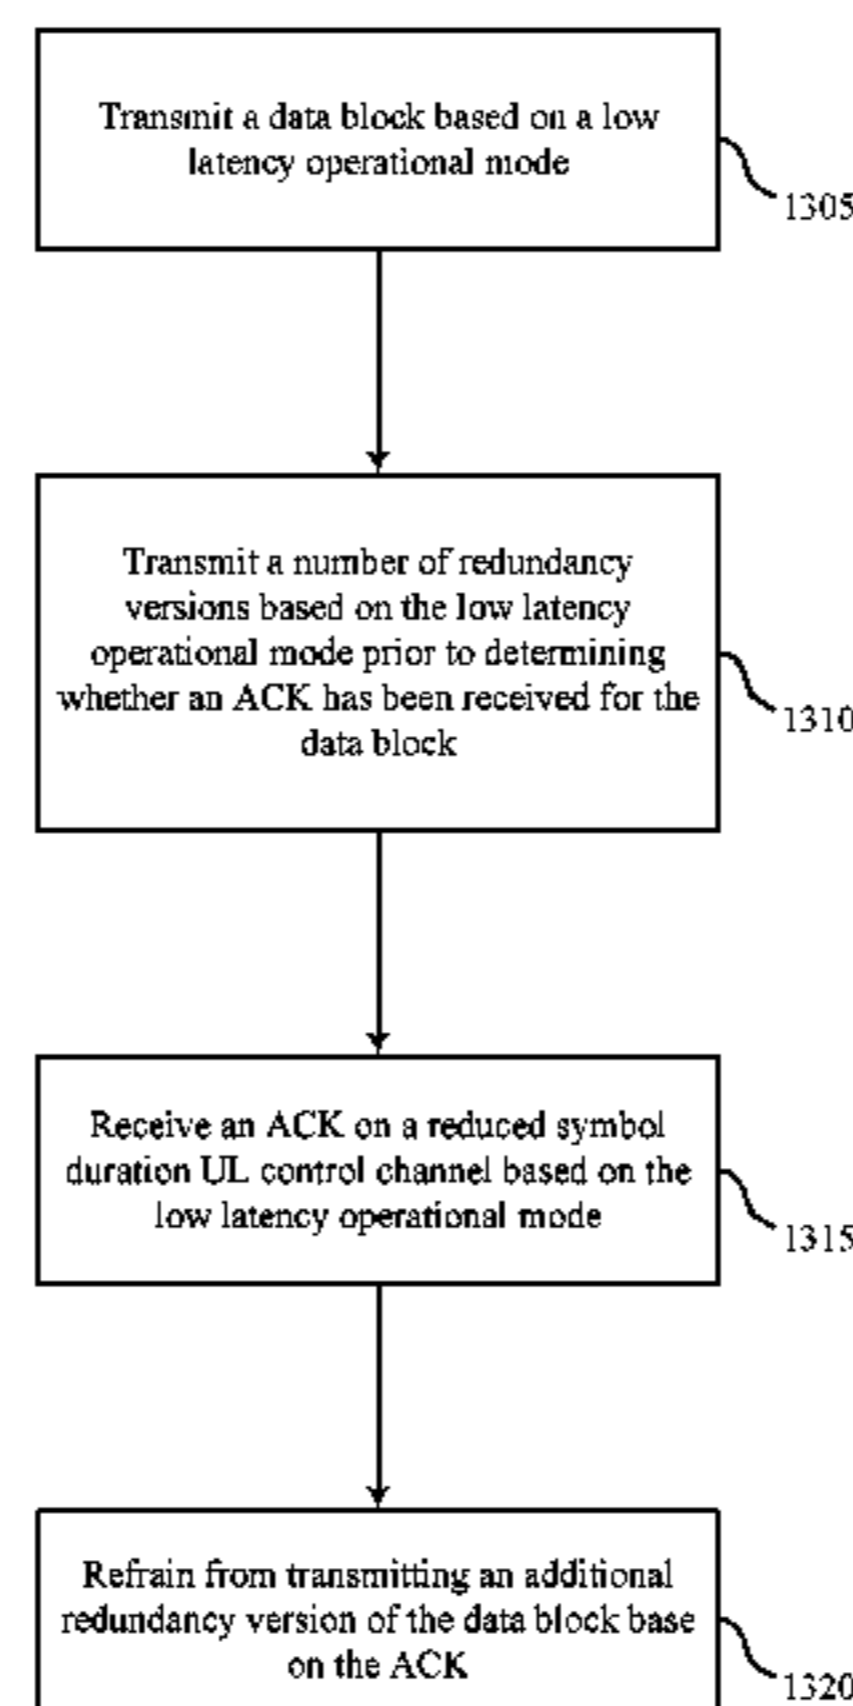 Transmit a data block based on a low
latency operational mode
1305
Transmit a number of redundancy
versions based on the low latency
operational mode prior to determining
whether an ACK has been received for the
data block
1310
Receive an ACK on a reduced symbol
duration UL control channel based on the
low latency operational mode
1315
Refrain from transmitting an additional
redundancy version of the data block base
on the ACK
1320